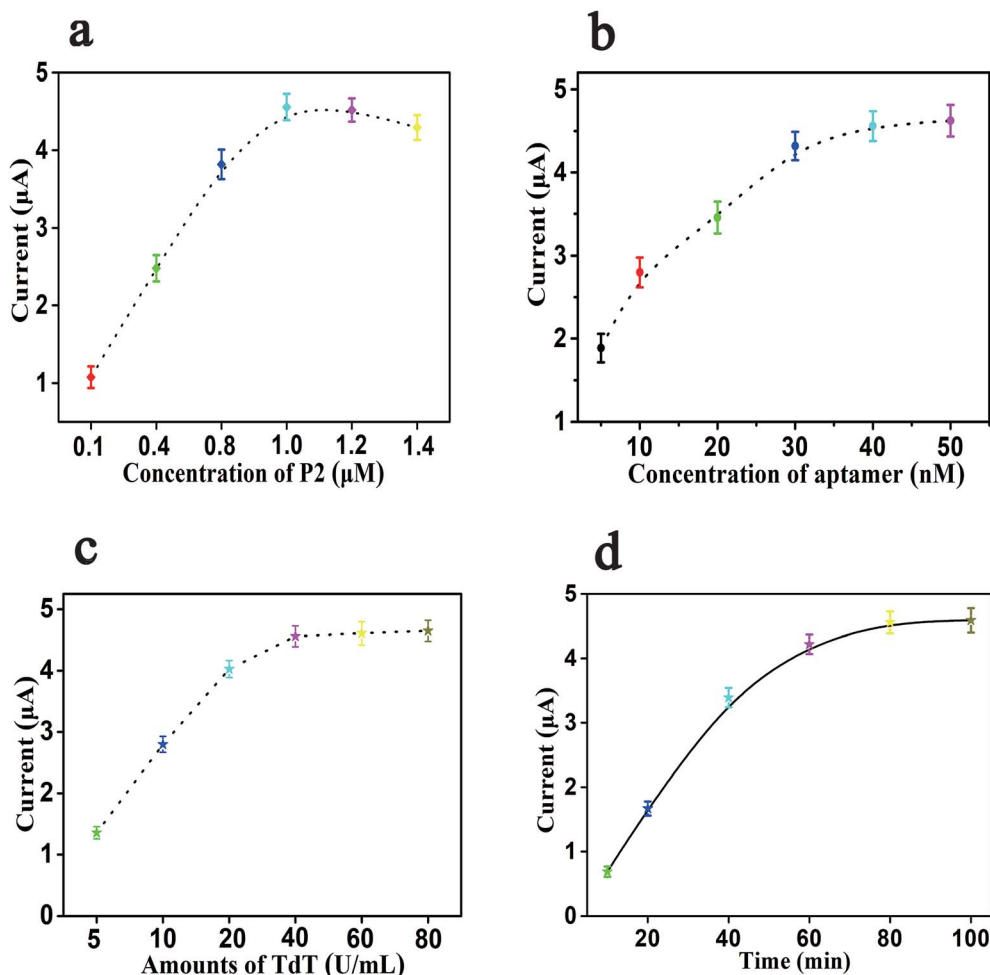 a
5
4
3
2
1
Current (μA)
0.1 0.4 0.8 1.0 1.2 1.4
Concentration of P2 (μM)
b
5
4
3
2
1
Current (μA)
10 20 30 40 50
Concentration of aptamer (nM)
c
5
4
3
2
1
0
Current (μA)
5 10 20 40 60 80
Amounts of TdT (U/mL)
d
5
4
3
2
1
0
Current (μA)
20 40 60 80 100
Time (min)